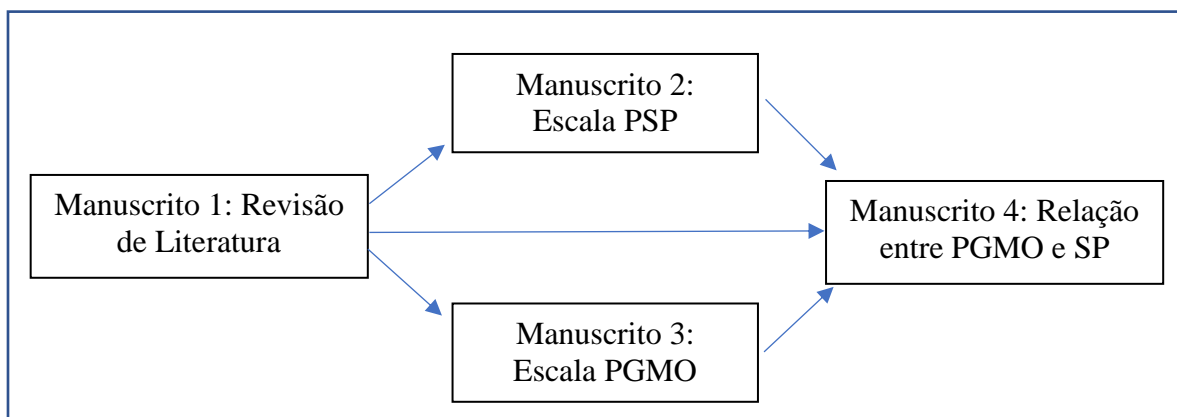 Manuscrito 2:
Escala PSP
Manuscrito 1: Revisão
de Literatura
Manuscrito 4: Relação
entre PGMO e SP
Manuscrito 3:
Escala PGMO